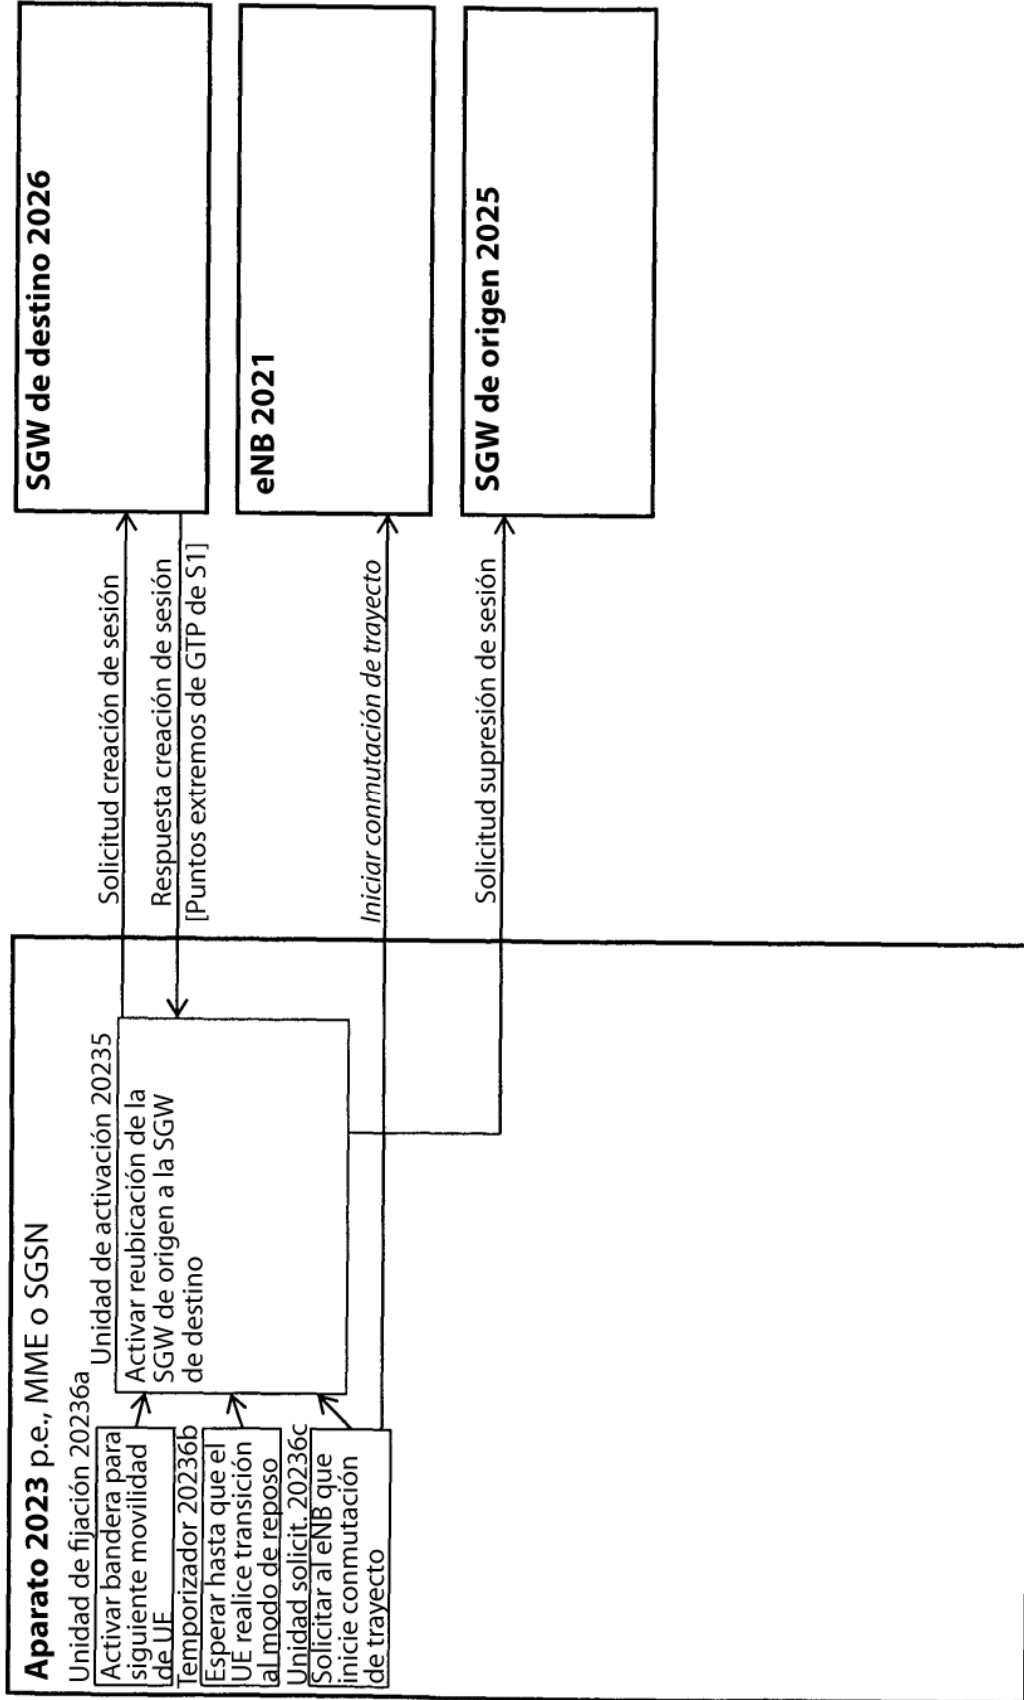 Aparato 2023 p.e., MME o SGSN
Unidad de fijación 20236a
Activar bandera para
siguiente movilidad
de UE
Temporizador 20236b
Esperar hasta que el
UE realice transición
al modo de reposo
Unidad solicit. 20236c
Solicitar al eNB que
inicie conmutación
de trayecto
Unidad de activación 20235
Activar reubicación de la
SGW de origen a la SGW
de destino
Solicitud creación de sesión
Respuesta creación de sesión
[Puntos extremos de GTP de S1]
Iniciar conmutación de trayecto
Solicitud supresión de sesión
SGW de destino 2026
eNB 2021
SGW de origen 2025